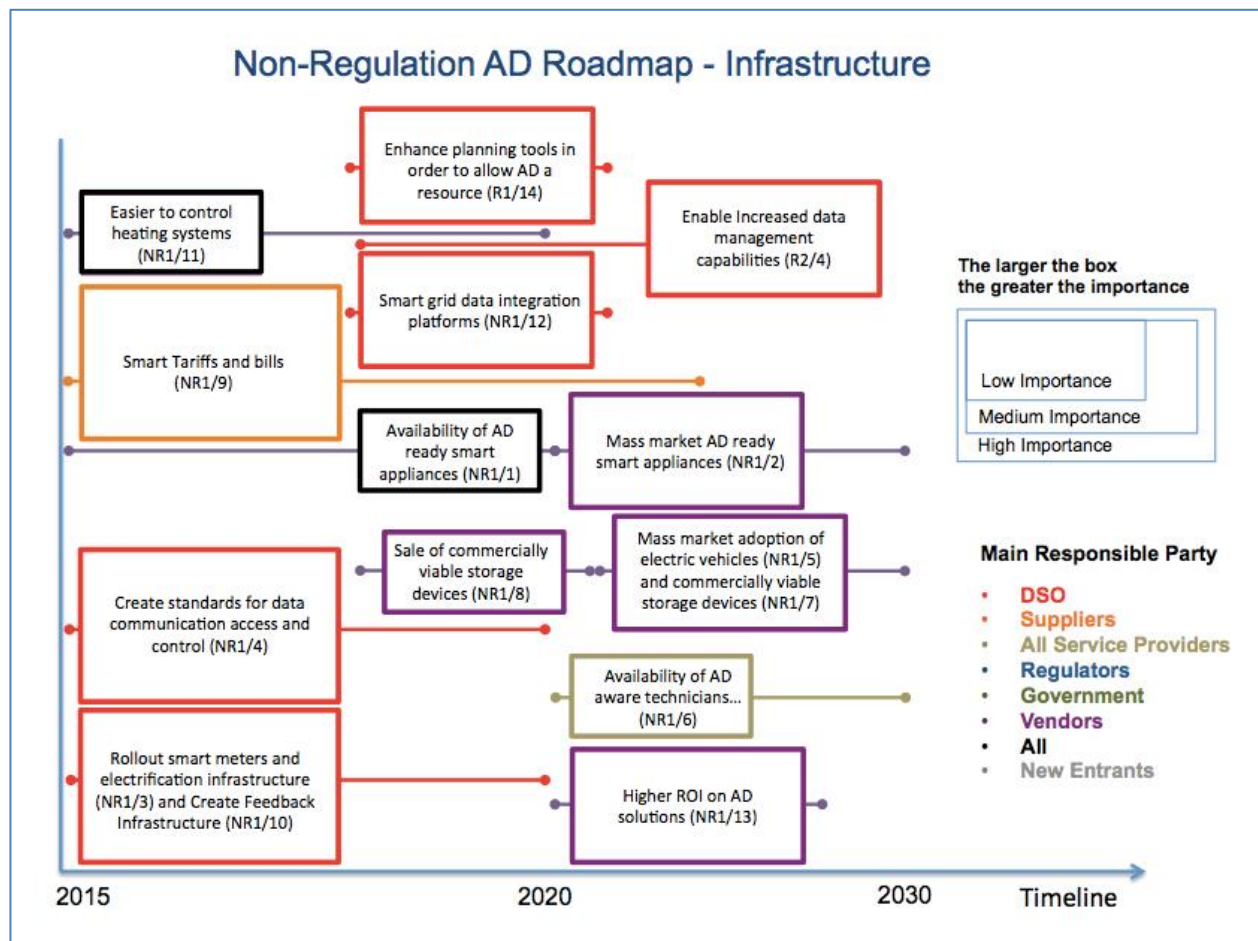 Non-Regulation AD Roadmap - Infrastructure
Enhance planning tools in
order to allow AD a
resource (R1/14)
Easier to control
heating systems
(NR1/11)
Enable Increased data
management
capabilities (R2/4)
Smart grid data integration
platforms (NR1/12)
Smart Tariffs and bills
(NR1/9)
Availability of AD
ready smart
appliances (NR1/1)
Mass market AD ready
smart appliances (NR1/2)
Sale of commercially
viable storage
devices (NR1/8)
Mass market adoption of
electric vehicles (NR1/5)
and commercially viable
storage devices (NR1/7)
Create standards for data
communication access and
control (NR1/4)
Availability of AD
aware technicians...
(NR1/6)
Rollout smart meters and
electrification infrastructure
(NR1/3) and Create Feedback
Infrastructure (NR1/10)
Higher ROI on AD
solutions (NR1/13)
The larger the box
the greater the importance
Low Importance
Medium Importance
High Importance
Main Responsible Party
• DSO
• Suppliers
• All Service Providers
• Regulators
• Government
• Vendors
• All
• New Entrants
2015
2020
2030
Timeline